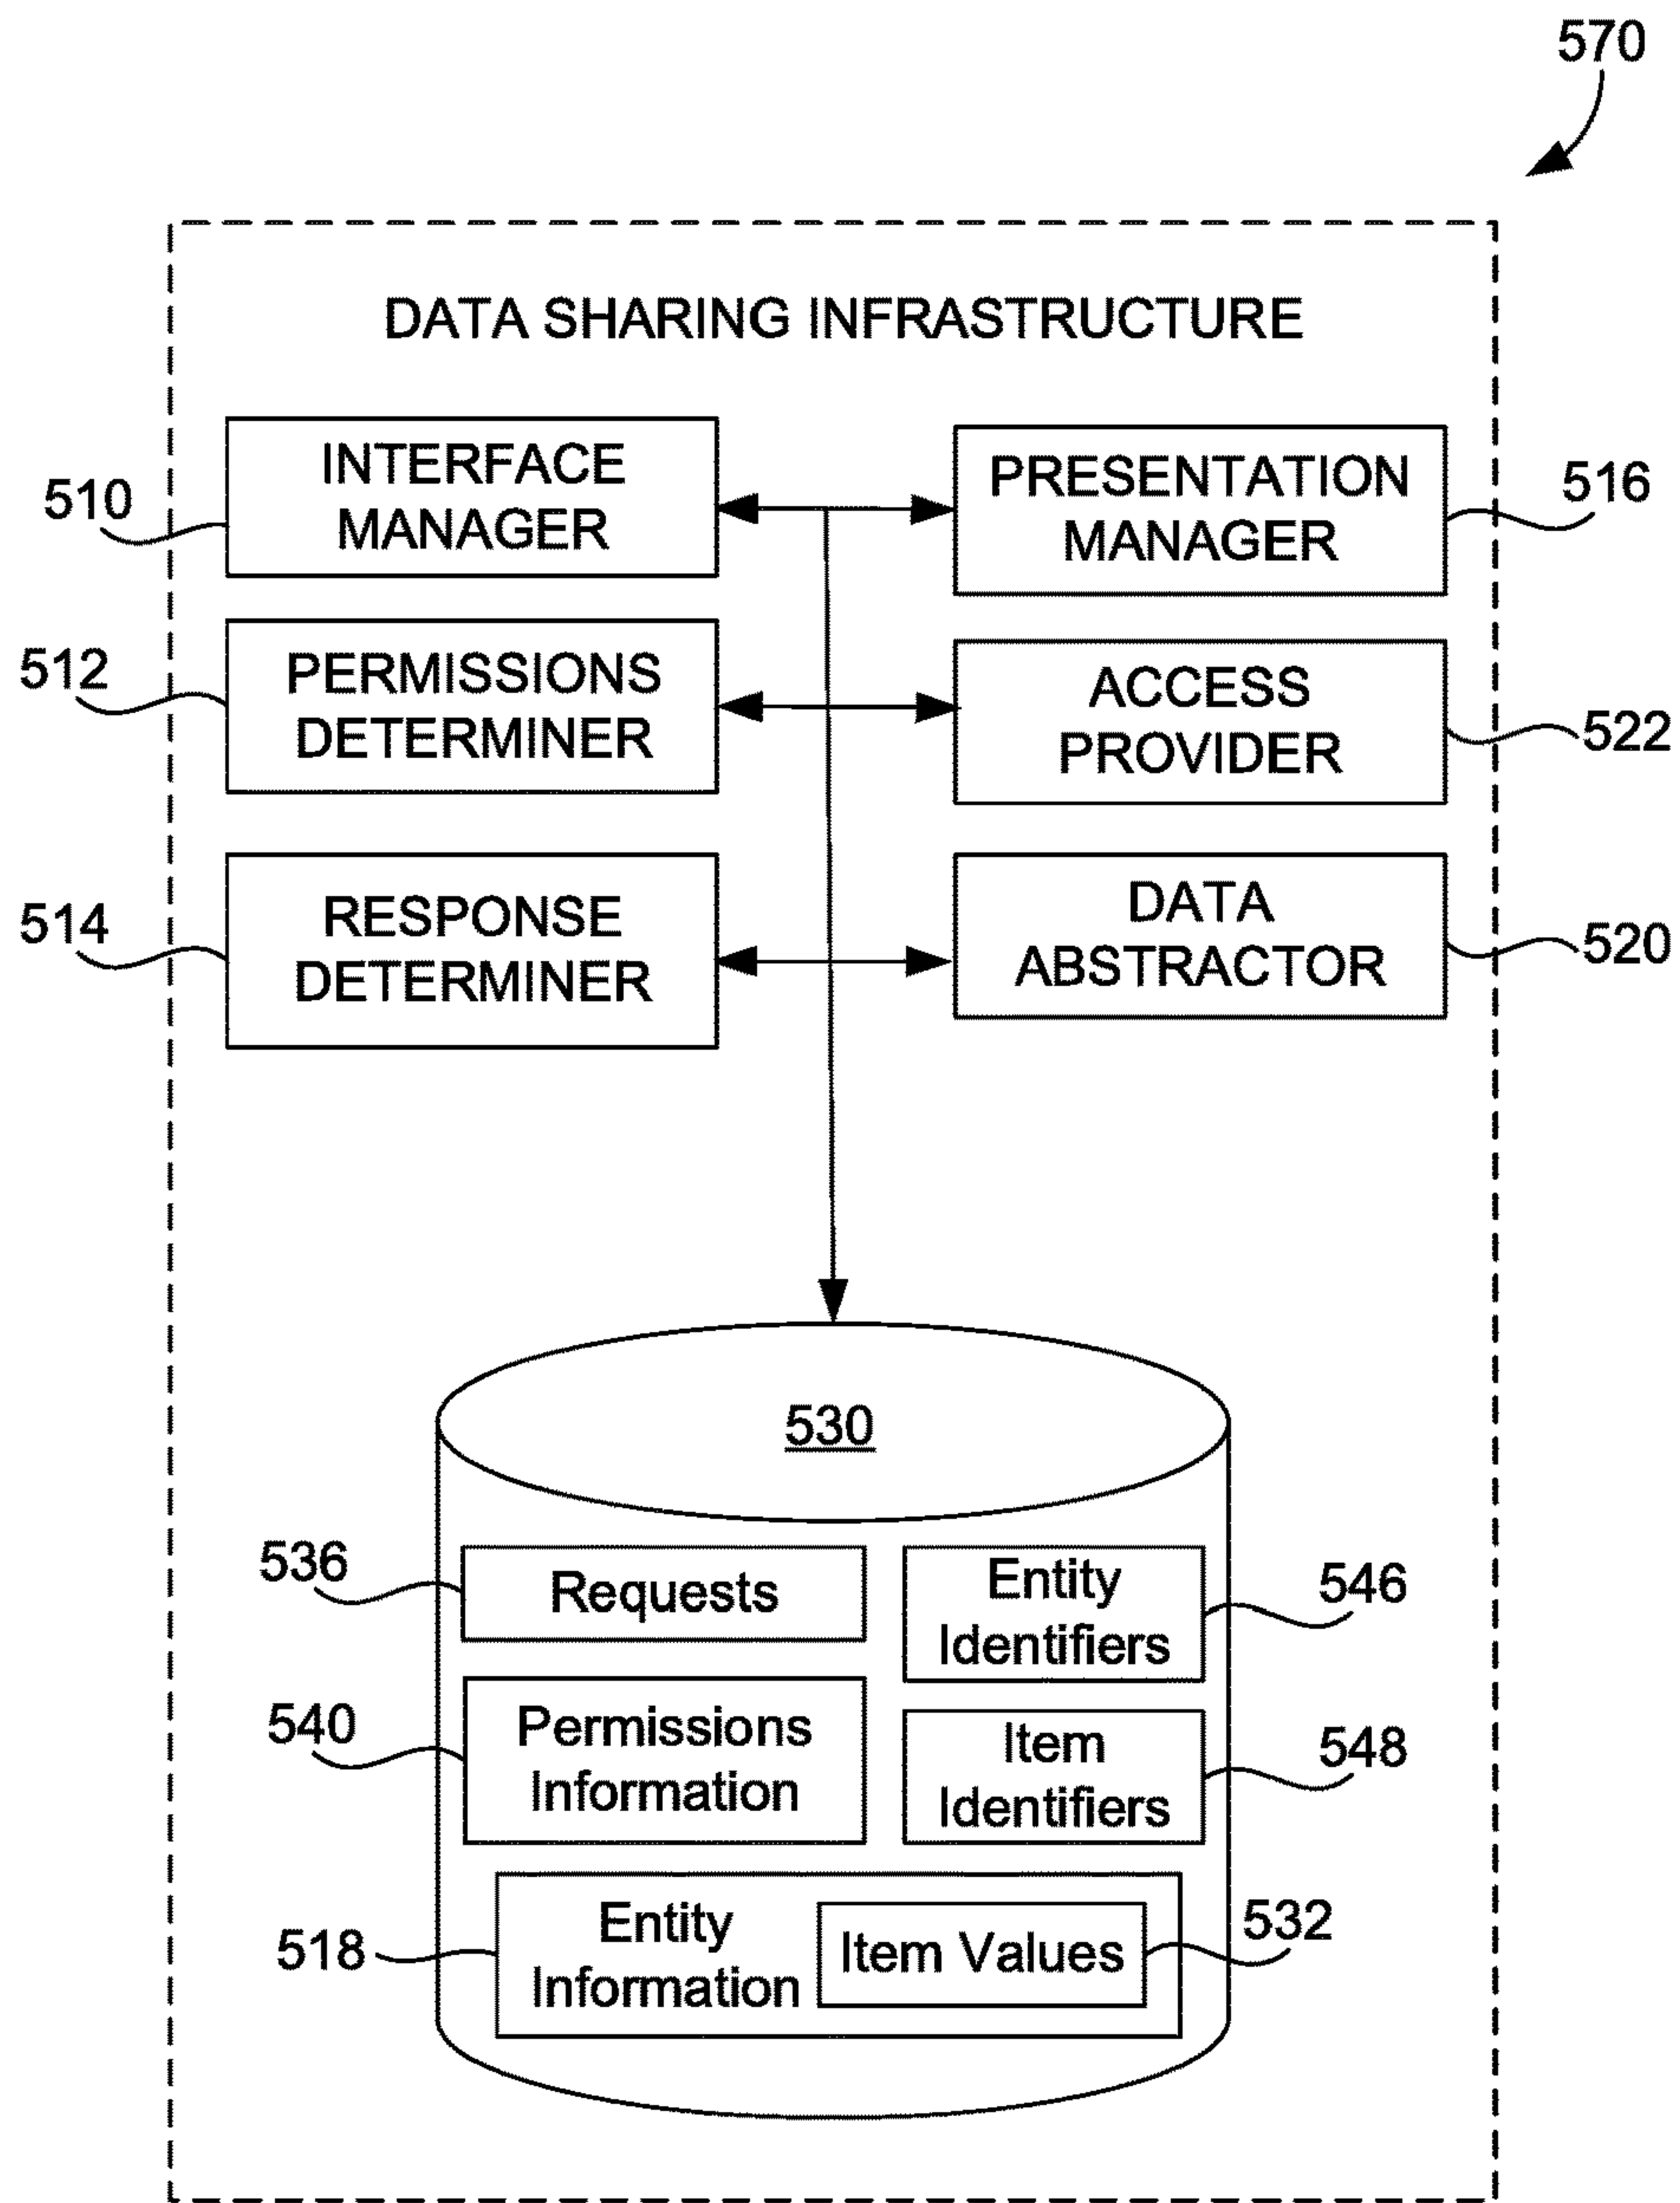 570
DATA SHARING INFRASTRUCTURE
510
INTERFACE
MANAGER
PRESENTATION
MANAGER
516
512
PERMISSIONS
DETERMINER
ACCESS
PROVIDER
522
514
RESPONSE
DETERMINER
DATA
ABSTRACTOR
520
530
536
Requests
Entity
Identifiers
546
540
Permissions
Information
Item
Identifiers
548
518
Entity
Information
Item Values
532